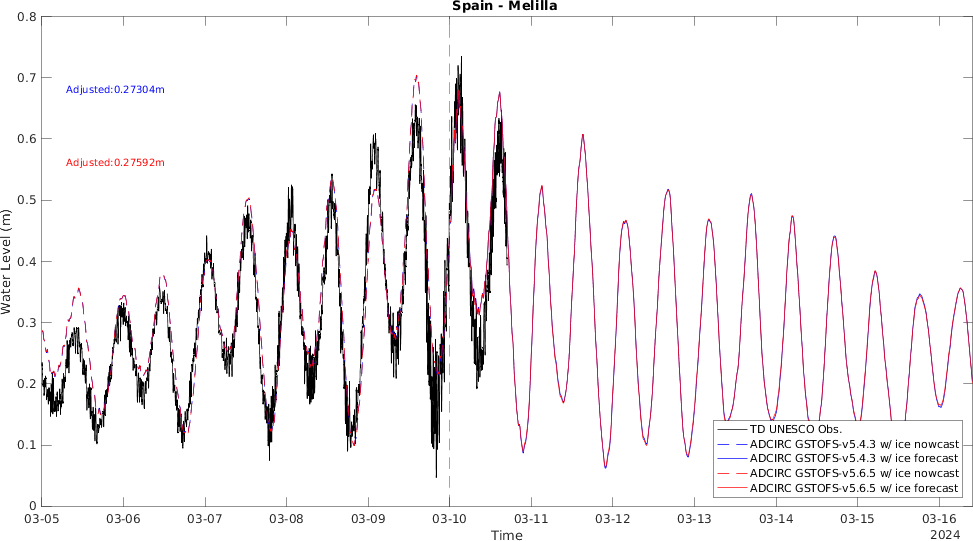 Spain - Melilla
0.8
0.7
0.6
0.5
0.4
0.3
0.2
0.1
0
Water Level (m)
Adjusted:0.27304m
Adjusted:0.27592m
TD UNESCO Obs.
ADCIRC GSTOFS-v5.4.3 w/ ice nowcast
ADCIRC GSTOFS-v5.4.3 w/ ice forecast
ADCIRC GSTOFS-v5.6.5 w/ ice nowcast
ADCIRC GSTOFS-v5.6.5 w/ ice forecast
03-05 03-06 03-07 03-08 03-09 03-10 03-11 03-12 03-13 03-14 03-15 03-16
Time
2024